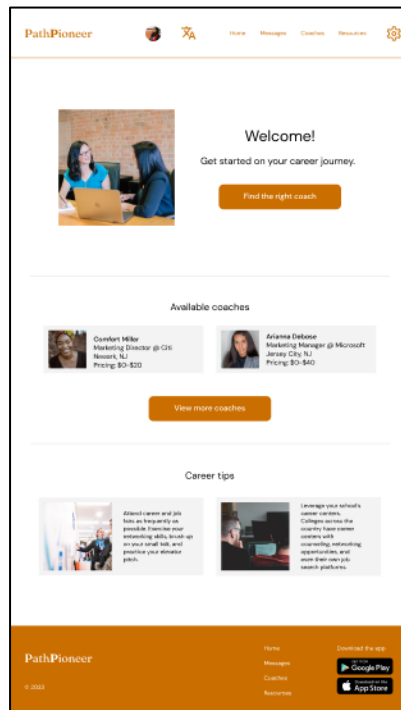 PathPioneer
Home Messages Coaches Resources
Welcome!
Get started on your career journey.
Find the right coach
Available coaches
Comfort Miller
Marketing Director @ Citi
Newark, NJ
Pricing: $0-$20
Arianna Debose
Marketing Manager @ Microsoft
Jersey City, NJ
Pricing: $0-$40
View more coaches
Career tips
Attend career and job
fairs as frequently as
possible. Exercise your
networking skills, brush up
on your small talk, and
practice your elevator
pitch.
Leverage your school's
career centers.
Colleges across the
country have career
centers with
counseling, networking
opportunities, and
even their own job
search platforms.
PathPioneer
© 2023
Home
Messages
Coaches
Resources
Download the app
GET IT ON
Google Play
Download on the
App Store